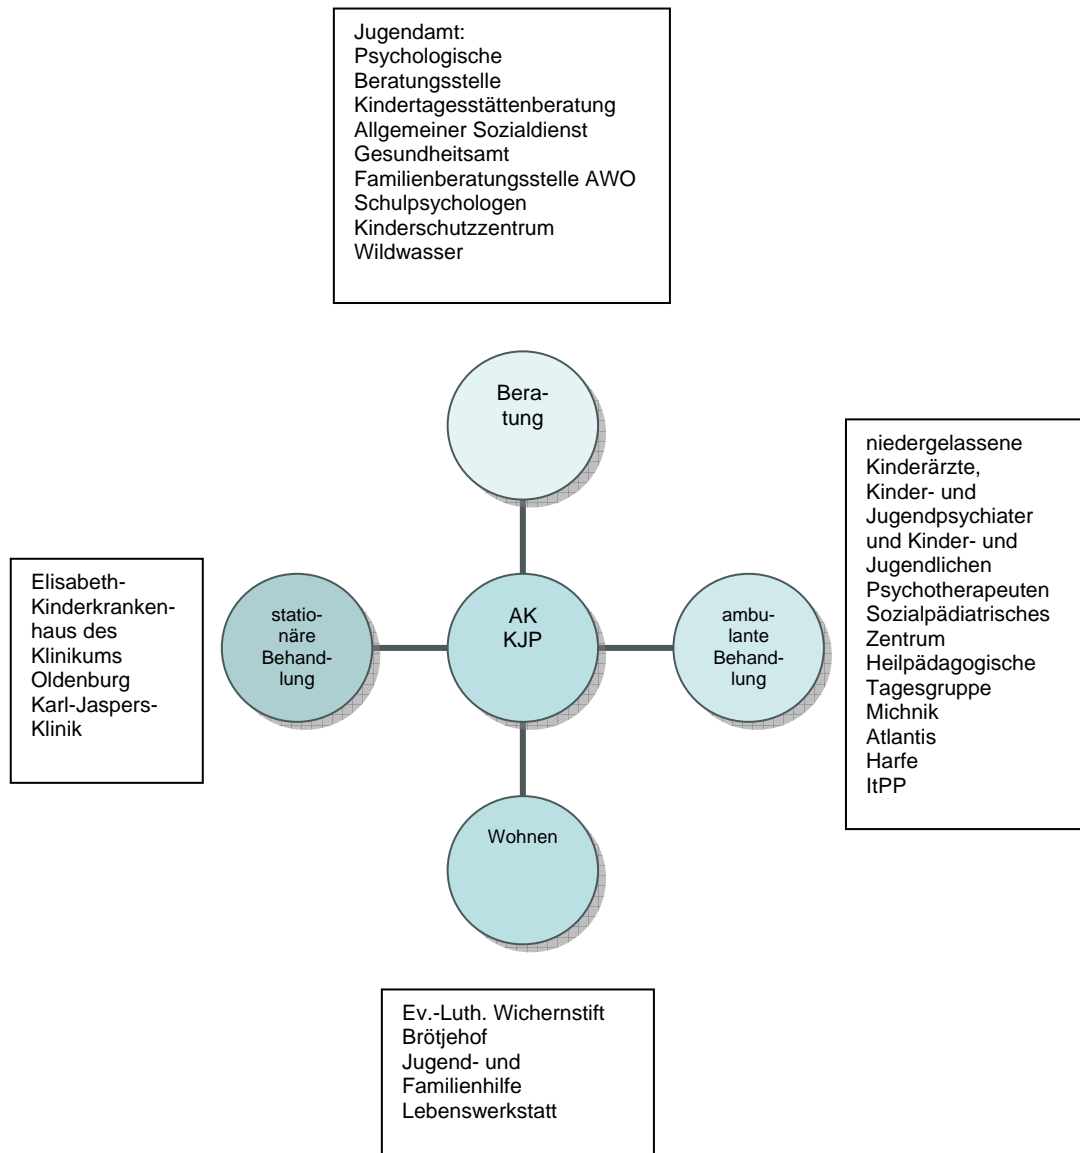 Jugendamt:
Psychologische
Beratungsstelle
Kindertagesstättenberatung
Allgemeiner Sozialdienst
Gesundheitsamt
Familienberatungsstelle AWO
Schulpsychologen
Kinderschutzzentrum
Wildwasser
Bera-
tung
Elisabeth-
Kinderkranken-
haus des
Klinikums
Oldenburg
Karl-Jaspers-
Klinik
statio-
näre
Behand-
lung
AK
KJP
ambu-
lante
Behand-
lung
niedergelassene
Kinderärzte,
Kinder- und
Jugendpsychiater
und Kinder- und
Jugendlichen
Psychotherapeuten
Sozialpädiatrisches
Zentrum
Heilpädagogische
Tagesgruppe
Michnik
Atlantis
Harfe
ItPP
Wohnen
Ev.-Luth. Wichernstift
Brötjehof
Jugend- und
Familienhilfe
Lebenswerkstatt